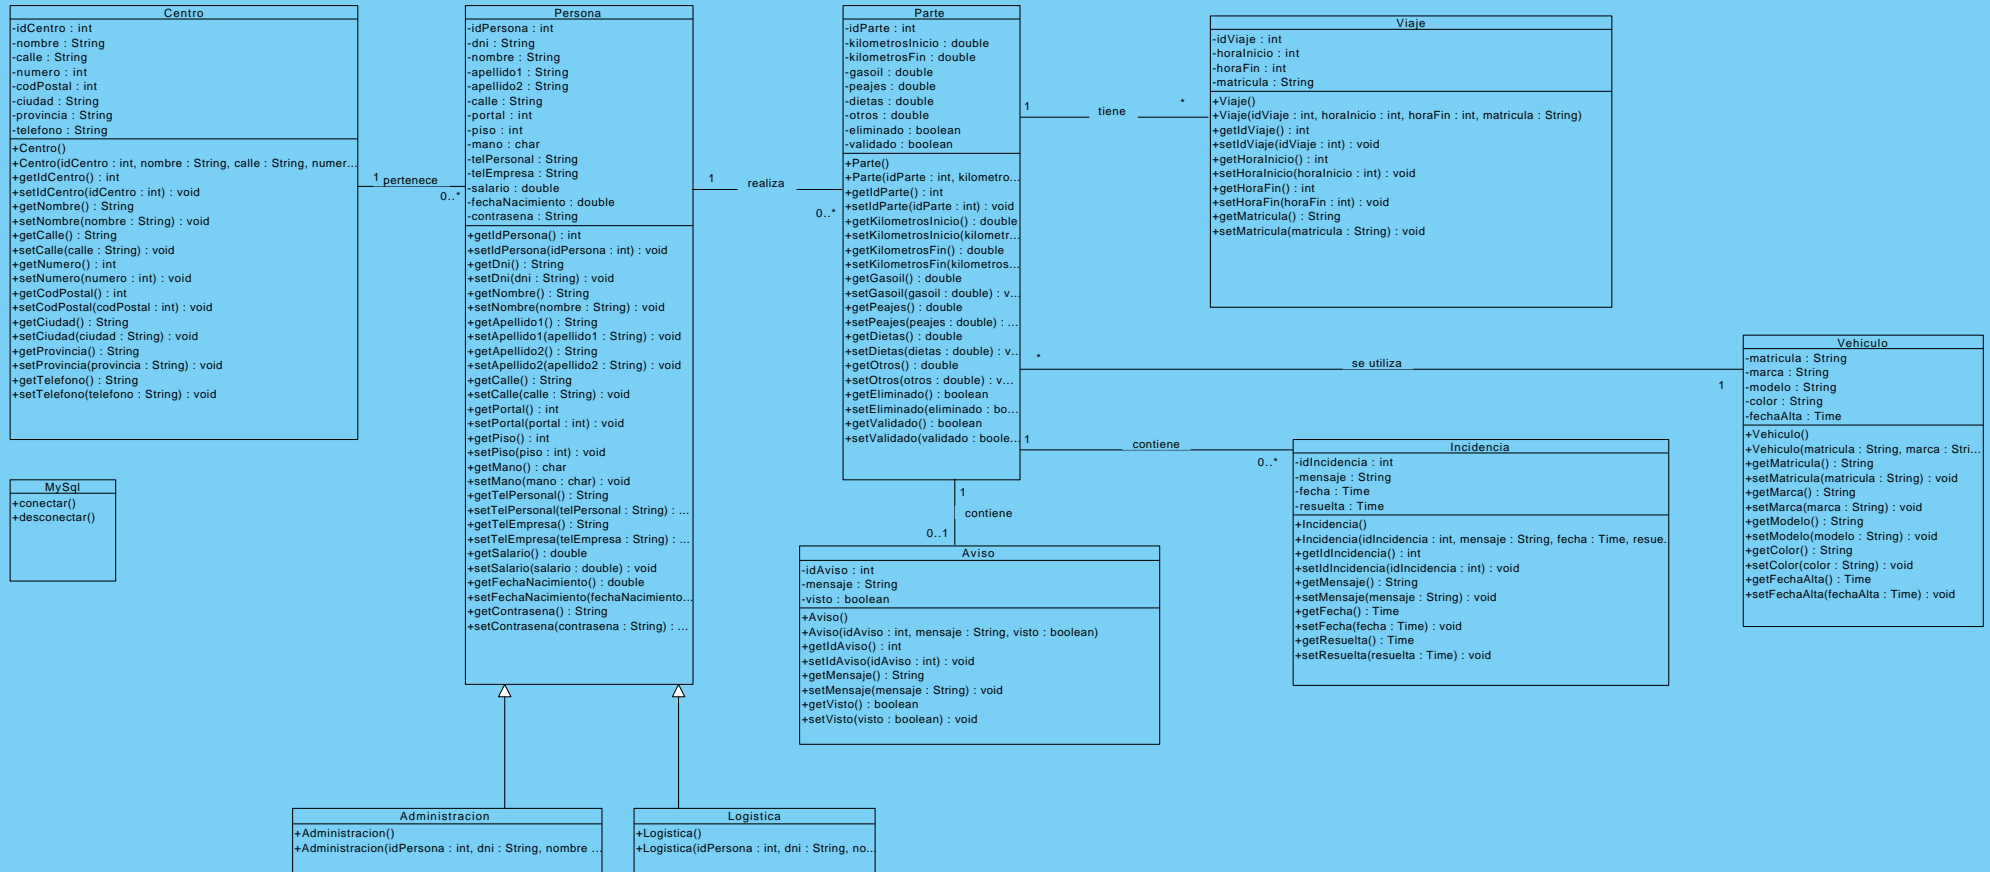 Centro
-idCentro : int
-nombre : String
-calle : String
-numero : int
-codPostal : int
-ciudad : String
-provincia : String
-telefono : String
+Centro()
+Centro(idCentro : int, nombre : String, calle : String, numer...
+getIdCentro() : int
+setIdCentro(idCentro : int) : void
+getNombre() : String
+setNombre(nombre : String) : void
+getCalle() : String
+setCalle(calle : String) : void
+getNumero() : int
+setNumero(numero : int) : void
+getCodPostal() : int
+setCodPostal(codPostal : int) : void
+getCiudad() : String
+setCiudad(ciudad : String) : void
+getProvincia() : String
+setProvincia(provincia : String) : void
+getTelefono() : String
+setTelefono(telefono : String) : void
1 pertenece
0..*
Persona
-idPersona : int
-dni : String
-nombre : String
-apellido1 : String
-apellido2 : String
-calle : String
-portal : int
-piso : int
-mano : char
-telPersonal : String
-telEmpresa : String
-salario : double
-fechaNacimiento : double
-contrasena : String
+getIdPersona() : int
+setIdPersona(idPersona : int) : void
+getDni() : String
+setDni(dni : String) : void
+getNombre() : String
+setNombre(nombre : String) : void
+getApellido1() : String
+setApellido1(apellido1 : String) : void
+getApellido2() : String
+setApellido2(apellido2 : String) : void
+getCalle() : String
+setCalle(calle : String) : void
+getPortal() : int
+setPortal(portal : int) : void
+getPiso() : int
+setPiso(piso : int) : void
+getMano() : char
+setMano(mano : char) : void
+getTelPersonal() : String
+setTelPersonal(telPersonal : String) : ...
+getTelEmpresa() : String
+setTelEmpresa(telEmpresa : String) : ...
+getSalario() : double
+setSalario(salario : double) : void
+getFechaNacimiento() : double
+setFechaNacimiento(fechaNacimiento...
+getContrasena() : String
+setContrasena(contrasena : String) : ...
1
realiza
0..*
Parte
-idParte : int
-kilometrosInicio : double
-kilometrosFin : double
-gasoil : double
-peajes : double
-dietas : double
-otros : double
-eliminado : boolean
-validado : boolean
+Parte()
+Parte(idParte : int, kilometro...
+getIdParte() : int
+setIdParte(idParte : int) : void
+getKilometrosInicio() : double
+setKilometrosInicio(kilometr...
+getKilometrosFin() : double
+setKilometrosFin(kilometros...
+getGasoil() : double
+setGasoil(gasoil : double) : v...
+getPeajes() : double
+setPeajes(peajes : double) : ...
+getDietas() : double
+setDietas(dietas : double) : v...
+getOtros() : double
+setOtros(otros : double) : v...
+getEliminado() : boolean
+setEliminado(eliminado : bo...
+getValidado() : boolean
+setValidado(validado : boole...
1
tiene
*
Viaje
-idViaje : int
-horaInicio : int
-horaFin : int
-matricula : String
+Viaje()
+Viaje(idViaje : int, horaInicio : int, horaFin : int, matricula : String)
+getIdViaje() : int
+setIdViaje(idViaje : int) : void
+getHoraInicio() : int
+setHoraInicio(horaInicio : int) : void
+getHoraFin() : int
+setHoraFin(horaFin : int) : void
+getMatricula() : String
+setMatricula(matricula : String) : void
*
se utiliza
1
Vehiculo
-matricula : String
-marca : String
-modelo : String
-color : String
-fechaAlta : Time
+Vehiculo()
+Vehiculo(matricula : String, marca : Stri...
+getMatricula() : String
+setMatricula(matricula : String) : void
+getMarca() : String
+setMarca(marca : String) : void
+getModelo() : String
+setModelo(modelo : String) : void
+getColor() : String
+setColor(color : String) : void
+getFechaAlta() : Time
+setFechaAlta(fechaAlta : Time) : void
1
contiene
0..*
Incidencia
-idIncidencia : int
-mensaje : String
-fecha : Time
-resuelta : Time
+Incidencia()
+Incidencia(idIncidencia : int, mensaje : String, fecha : Time, resue.
+getIdIncidencia() : int
+setIdIncidencia(idIncidencia : int) : void
+getMensaje() : String
+setMensaje(mensaje : String) : void
+getFecha() : Time
+setFecha(fecha : Time) : void
+getResuelta() : Time
+setResuelta(resuelta : Time) : void
1
contiene
0..1
Aviso
-idAviso : int
-mensaje : String
-visto : boolean
+Aviso()
+Aviso(idAviso : int, mensaje : String, visto : boolean)
+getIdAviso() : int
+setIdAviso(idAviso : int) : void
+getMensaje() : String
+setMensaje(mensaje : String) : void
+getVisto() : boolean
+setVisto(visto : boolean) : void
MySql
+conectar()
+desconectar()
Administracion
+Administracion()
+Administracion(idPersona : int, dni : String, nombre ...
Logistica
+Logistica()
+Logistica(idPersona : int, dni : String, no...